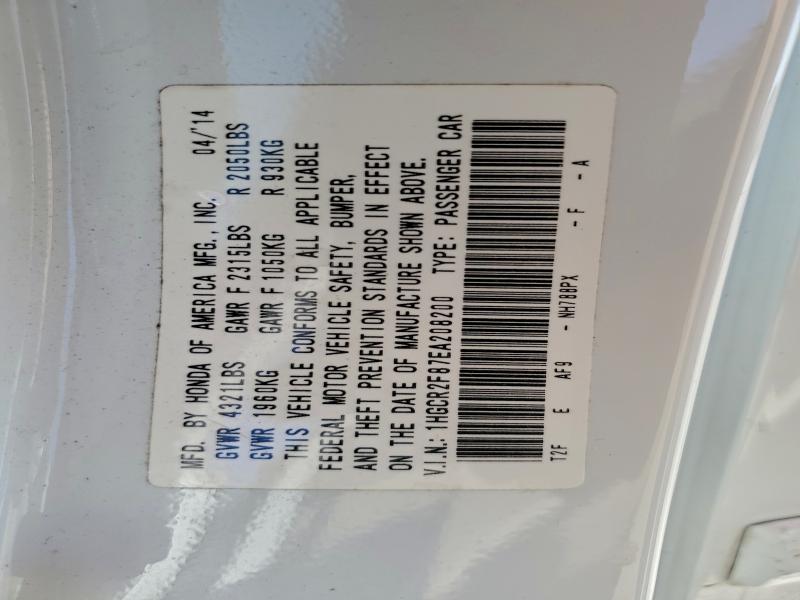 MFD. BY HONDA OF AMERICA MFG., INC. 04/'14
GVWR 4321LBS GAWR F 2315LBS R 2050LBS
GVWR 1961KG GAWR F 1050KG R 930KG
THIS VEHICLE CONFORMS TO ALL APPLICABLE
FEDERAL MOTOR VEHICLE SAFETY, BUMPER,
AND THEFT PREVENTION STANDARDS IN EFFECT
ON THE DATE OF MANUFACTURE SHOWN ABOVE.
V.I.N.: 1HGCR2F87EA208200 TYPE: PASSENGER CAR
T2F E AF9 - NH788PX - F - A